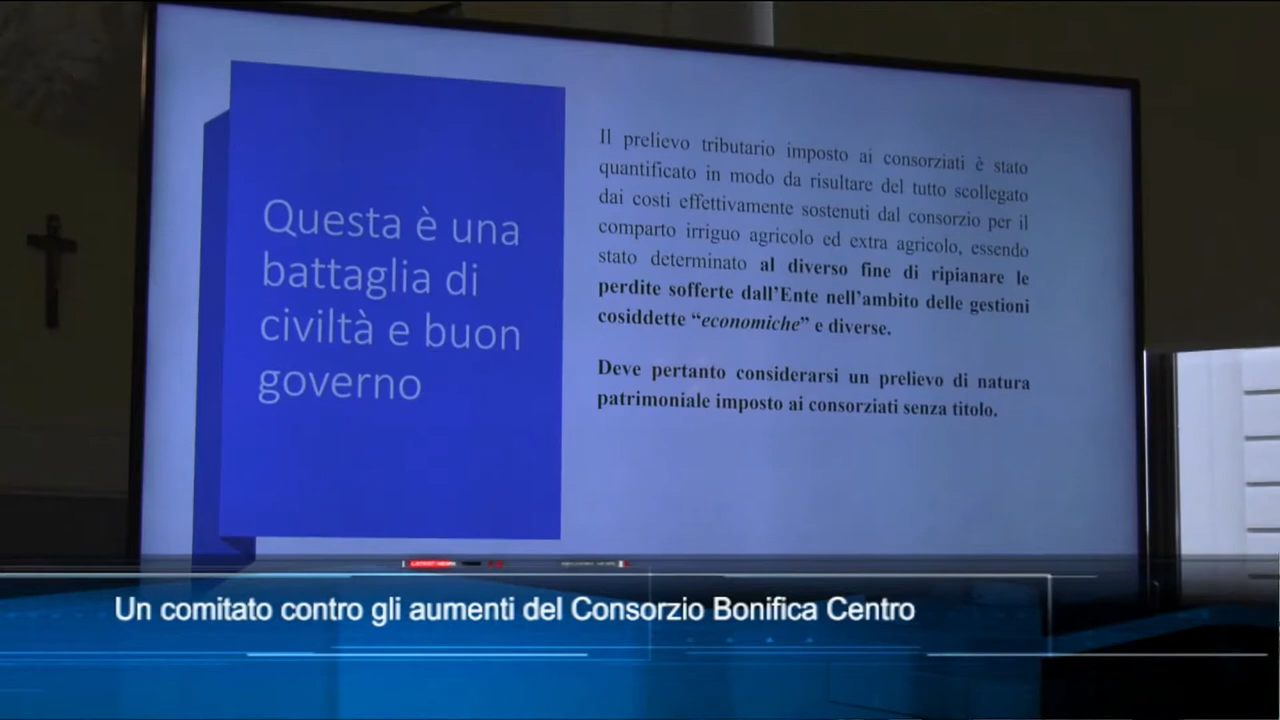 Questa è una
battaglia di
civiltà e buon
governo
Il prelievo tributario imposto ai consorziati è stato
quantificato in modo da risultare del tutto scollegato
dai costi effettivamente sostenuti dal consorzio per il
comparto irriguo agricolo ed extra agricolo, essendo
stato determinato al diverso fine di ripianare le
perdite sofferte dall’Ente nell’ambito delle gestioni
cosiddette “economiche” e diverse.
Deve pertanto considerarsi un prelievo di natura
patrimoniale imposto ai consorziati senza titolo.
LATEST NEWS
Un comitato contro gli aumenti del Consorzio Bonifica Centro